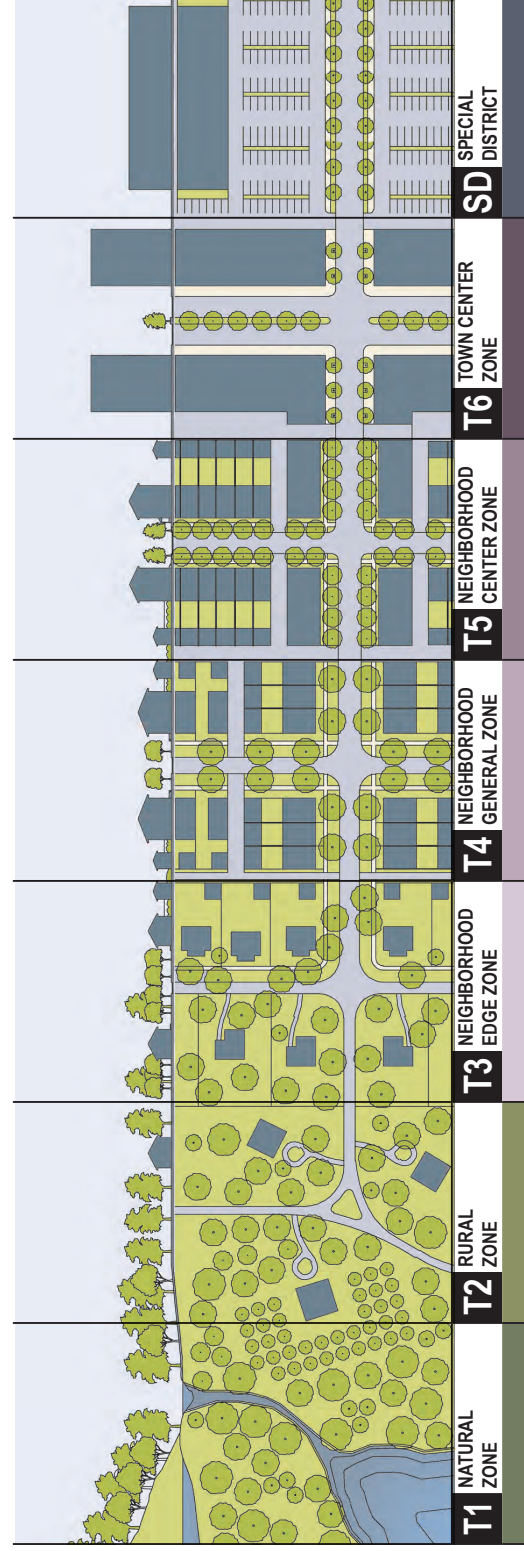 T1 NATURAL
ZONE
T2 RURAL
ZONE
T3 NEIGHBORHOOD
EDGE ZONE
T4 NEIGHBORHOOD
GENERAL ZONE
T5 NEIGHBORHOOD
CENTER ZONE
T6 TOWN CENTER
ZONE
SD SPECIAL
DISTRICT